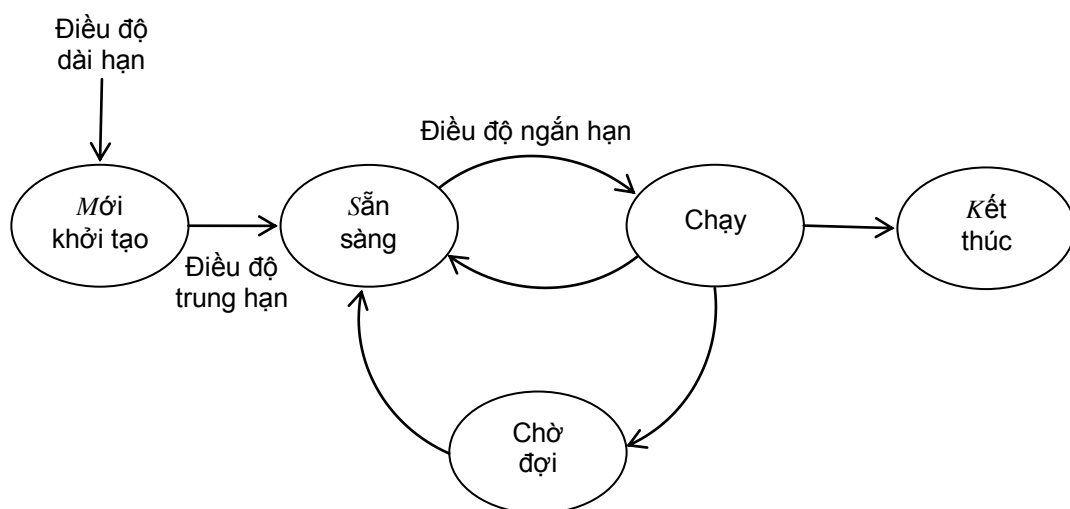 Điều độ
dài hạn
Điều độ ngắn hạn
Mới
khởi tạo
Sẵn
sàng
Chạy
Kết
thúc
Điều độ
trung hạn
Chờ
đợi